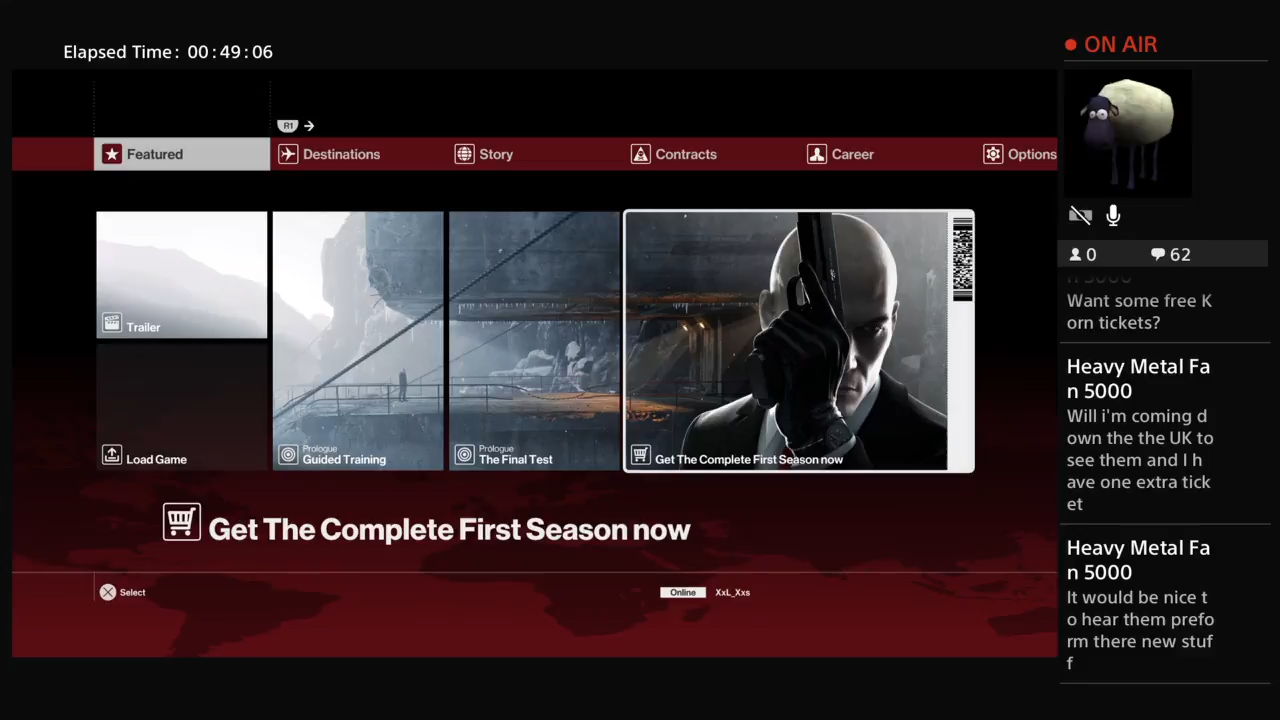 Elapsed Time: 00:49:06
ON AIR
R1
Featured
Destinations
Story
Contracts
Career
Options
Trailer
Load Game
Prologue
Guided Training
Prologue
The Final Test
Get The Complete First Season now
Get The Complete First Season now
Select
Online XxL_Xxs
0 62
n 5000
Want some free K
orn tickets?
Heavy Metal Fa
n 5000
Will i'm coming d
own the the UK to
see them and I h
ave one extra tick
et
Heavy Metal Fa
n 5000
It would be nice t
o hear them prefo
rm there new stuf
f